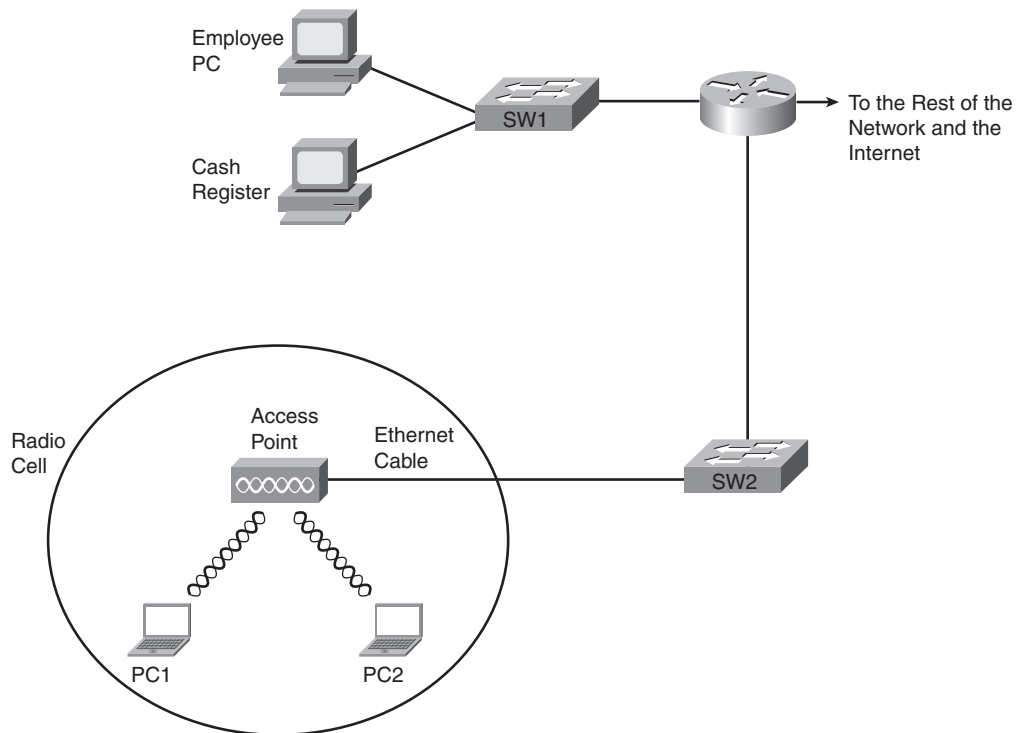 Employee
PC
SW1
To the Rest of the
Network and the
Internet
Cash
Register
Radio
Cell
Access
Point
Ethernet
Cable
SW2
PC1
PC2